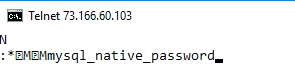 C:\. Telnet 73.166.60.103
N
:*​M​Mmysql_native_password